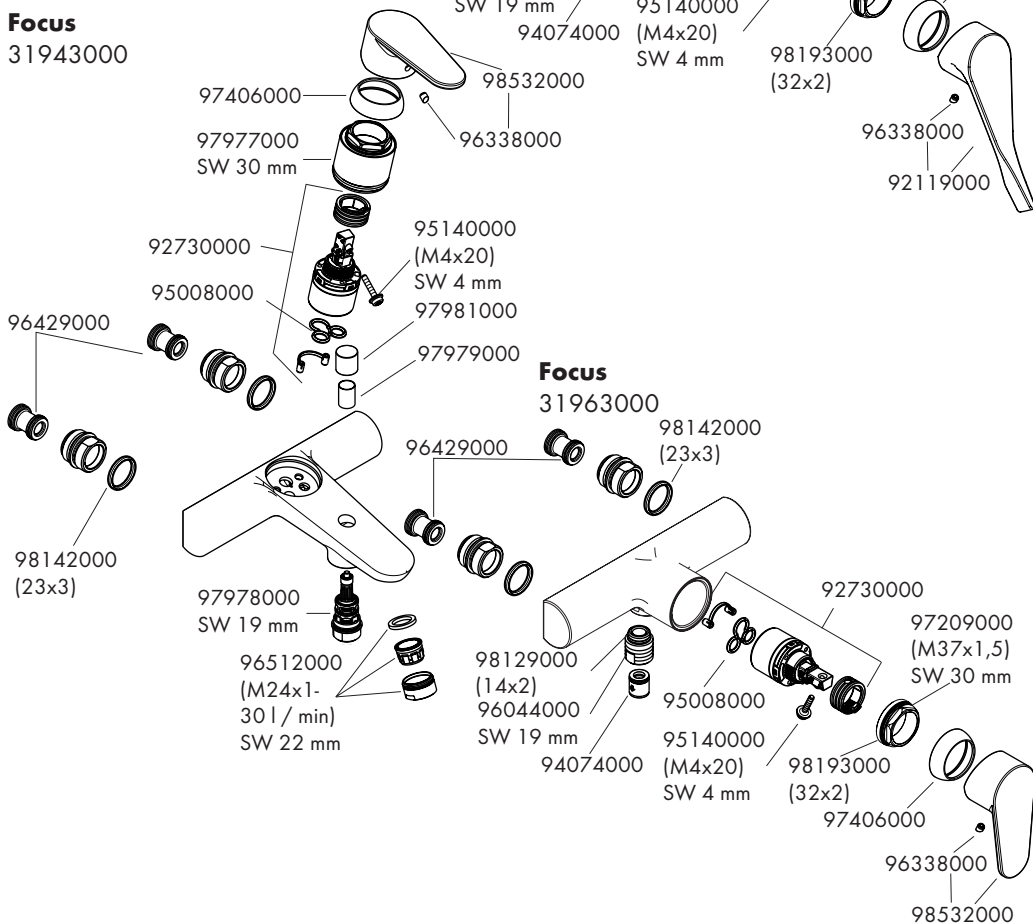 Focus
31943000
98532000
97406000
96338000
97977000
SW 30 mm
92730000
95140000
(M4x20)
SW 4 mm
95008000
97981000
96429000
97979000
98142000
(23x3)
97978000
SW 19 mm
96512000
(M24x1-
30 l / min)
SW 22 mm
SW 19 mm
94074000
95140000
(M4x20)
SW 4 mm
98193000
(32x2)
96338000
92119000
Focus
31963000
96429000
98142000
(23x3)
92730000
97209000
(M37x1,5)
SW 30 mm
98129000
(14x2)
96044000
SW 19 mm
94074000
95008000
95140000
(M4x20)
SW 4 mm
98193000
(32x2)
97406000
96338000
98532000